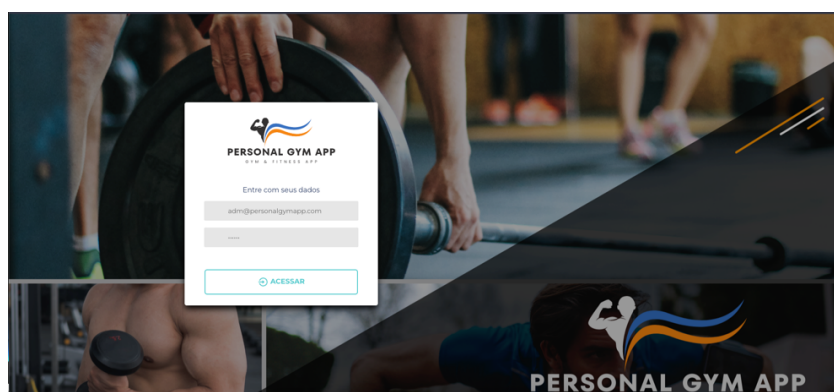 PERSONAL GYM APP
GYM & FITNESS APP
Entre com seus dados
adm@personalgymapp.com
----
ACESSAR
PERSONAL GYM APP